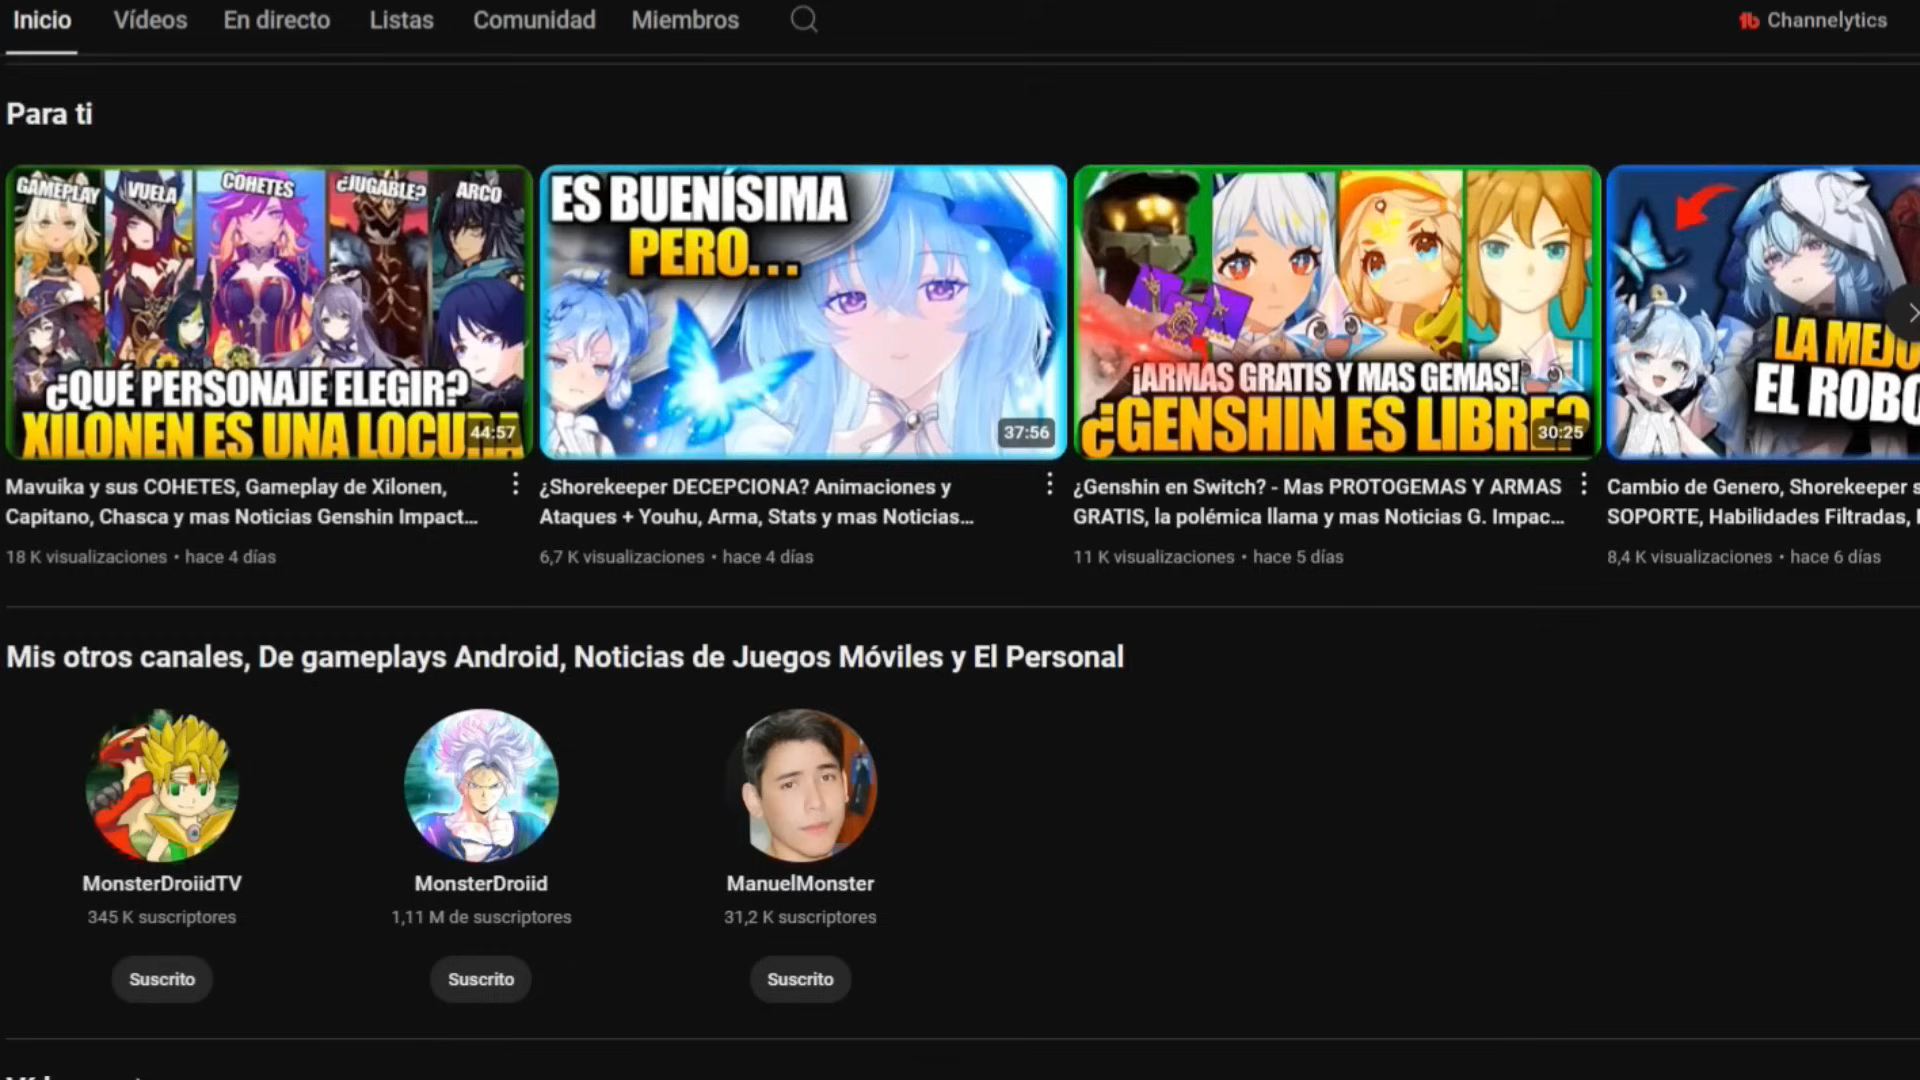 Inicio Vídeos En directo Listas Comunidad Miembros Channelytics
Para ti
GAMEPLAY VUELA COHETES ¿JUGABLE? ARCO
¿QUÉ PERSONAJE ELEGIR?
XILONEN ES UNA LOCURA
44:57
ES BUENÍSIMA
PERO...
37:56
¡ARMAS GRATIS Y MAS GEMAS!
¿GENSHIN ES LIBRE?
30:25
LA MEJO
EL ROBO
Mavuika y sus COHETES, Gameplay de Xilonen,
Capitano, Chasca y mas Noticias Genshin Impact...
18 K visualizaciones • hace 4 días
¿Shorekeeper DECEPCIONA? Animaciones y
Ataques + Youhu, Arma, Stats y mas Noticias...
6,7 K visualizaciones • hace 4 días
¿Genshin en Switch? - Mas PROTOGEMAS Y ARMAS
GRATIS, la polémica llama y mas Noticias G. Impac...
11 K visualizaciones • hace 5 días
Cambio de Genero, Shorekeeper s
SOPORTE, Habilidades Filtradas,
8,4 K visualizaciones • hace 6 días
Mis otros canales, De gameplays Android, Noticias de Juegos Móviles y El Personal
MonsterDroiidTV
345 K suscriptores
Suscrito
MonsterDroiid
1,11 M de suscriptores
Suscrito
ManuelMonster
31,2 K suscriptores
Suscrito